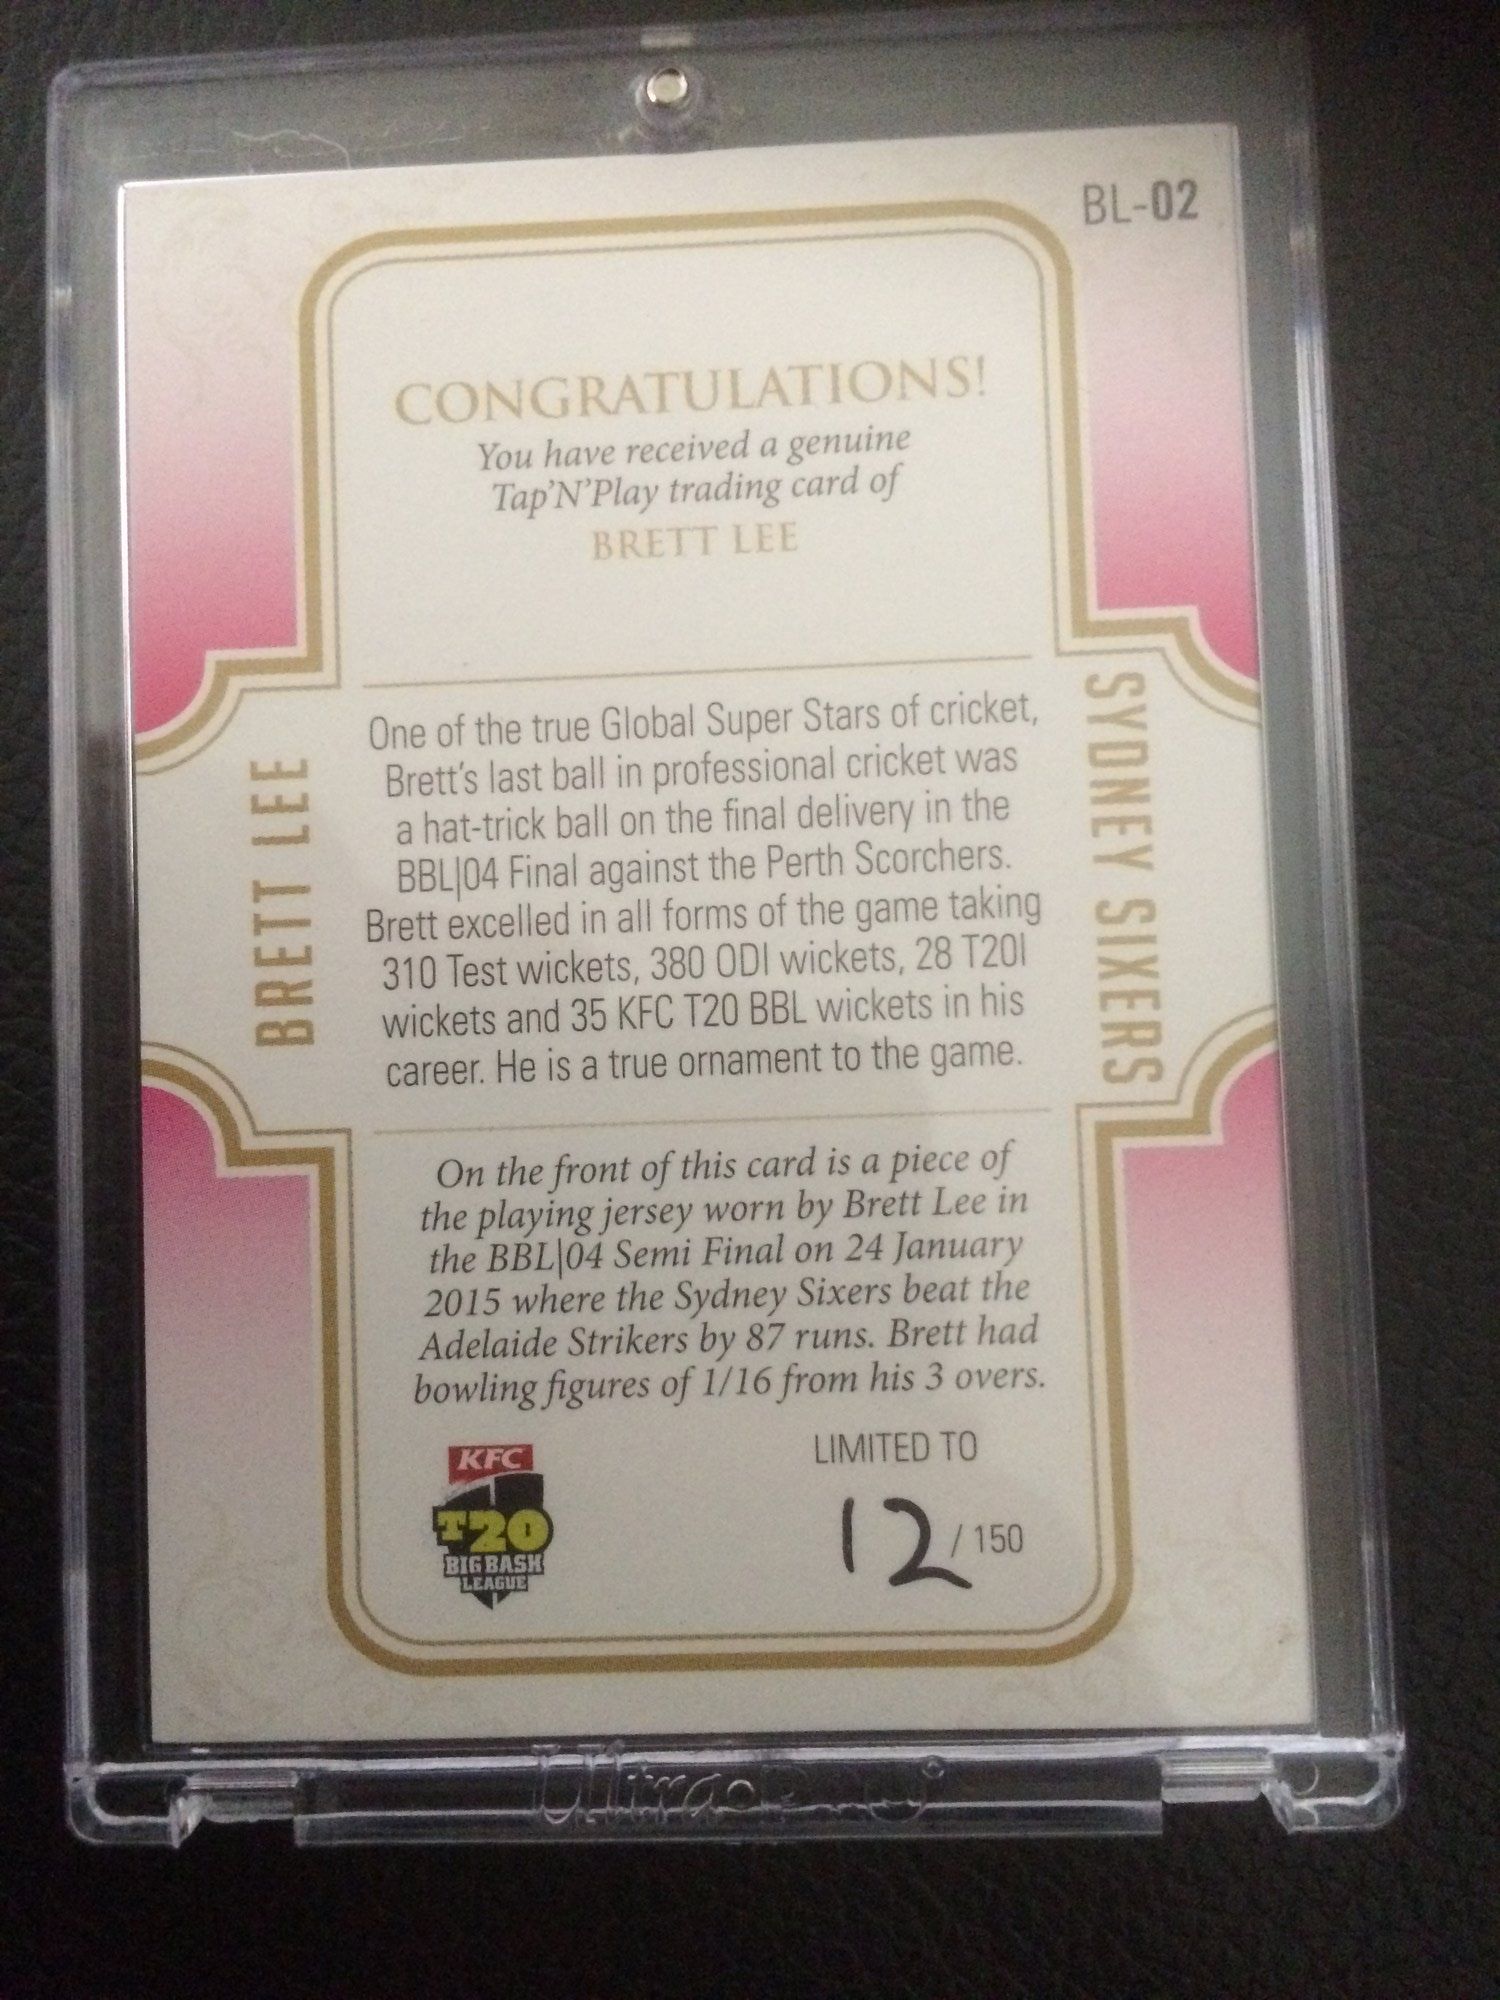 BL-02
CONGRATULATIONS!
You have received a genuine
Tap'N'Play trading card of
BRETT LEE
BRETT LEE
SYDNEY SIXERS
One of the true Global Super Stars of cricket,
Brett's last ball in professional cricket was
a hat-trick ball on the final delivery in the
BBL|04 Final against the Perth Scorchers.
Brett excelled in all forms of the game taking
310 Test wickets, 380 ODI wickets, 28 T20I
wickets and 35 KFC T20 BBL wickets in his
career. He is a true ornament to the game.
On the front of this card is a piece of
the playing jersey worn by Brett Lee in
the BBL|04 Semi Final on 24 January
2015 where the Sydney Sixers beat the
Adelaide Strikers by 87 runs. Brett had
bowling figures of 1/16 from his 3 overs.
KFC
T20
BIG BASH
LEAGUE
LIMITED TO
12 / 150
Ultra•PRO